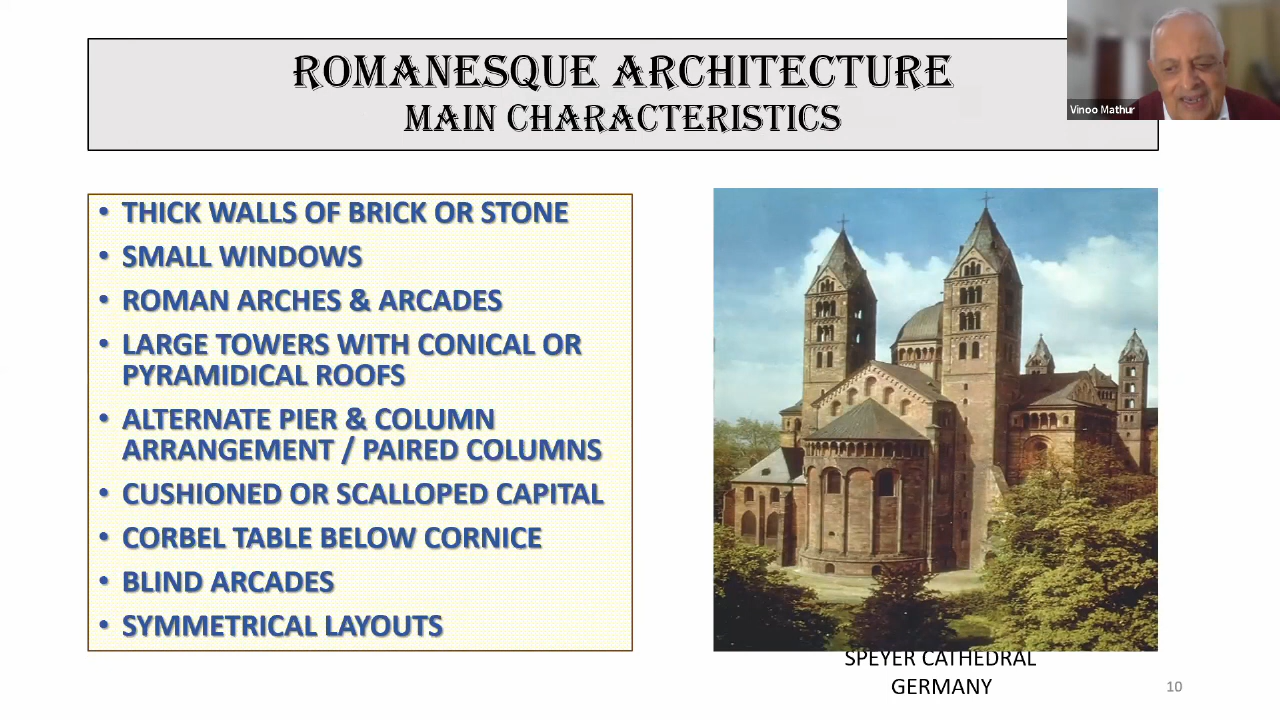 ROMANESQUE ARCHITECTURE
MAIN CHARACTERISTICS
Vinoo Mathur
• THICK WALLS OF BRICK OR STONE
• SMALL WINDOWS
• ROMAN ARCHES & ARCADES
• LARGE TOWERS WITH CONICAL OR
PYRAMIDICAL ROOFS
• ALTERNATE PIER & COLUMN
ARRANGEMENT / PAIRED COLUMNS
• CUSHIONED OR SCALLOPED CAPITAL
• CORBEL TABLE BELOW CORNICE
• BLIND ARCADES
• SYMMETRICAL LAYOUTS
SPEYER CATHEDRAL
GERMANY
10